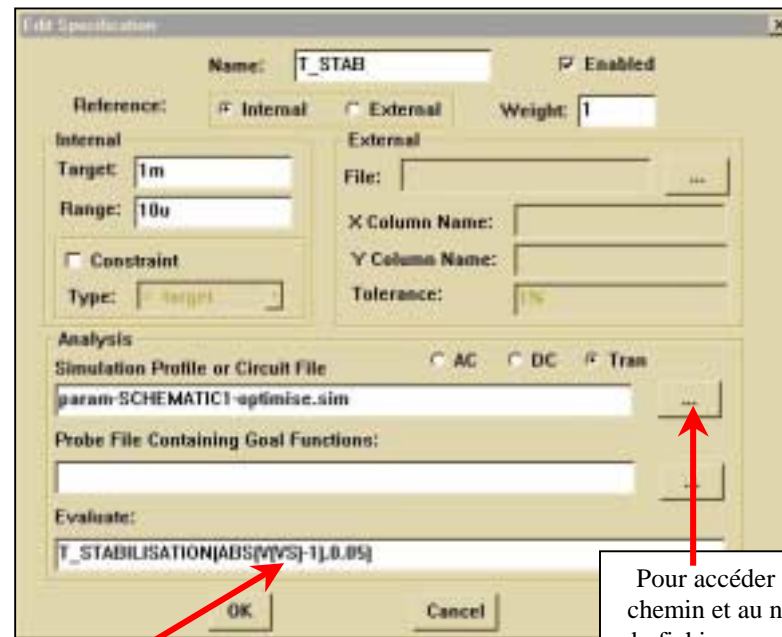 Edit Specification
Name: T_STAB Enabled
Reference: Internal External Weight: 1
Internal External
Target: 1m File: ...
Range: 10u X Column Name:
Constraint Y Column Name:
Type: target Tolerance: 1%
Analysis
Simulation Profile or Circuit File AC DC Tran
param-SCHEMATIC1-optimise.sim ...
Probe File Containing Goal Functions:
...
Evaluate:
T_STABILISATION(ABS(V(VS)-1),0.05)
OK Cancel
Pour accéder
chemin et au n